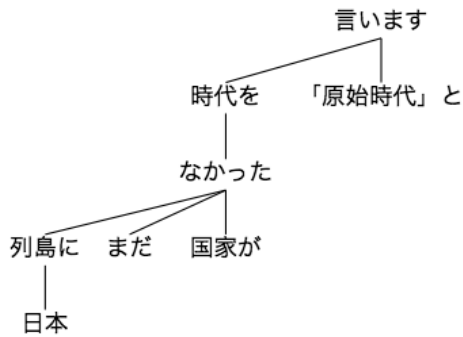 言います
時代を 「原始時代」と
なかった
列島に まだ 国家が
日本